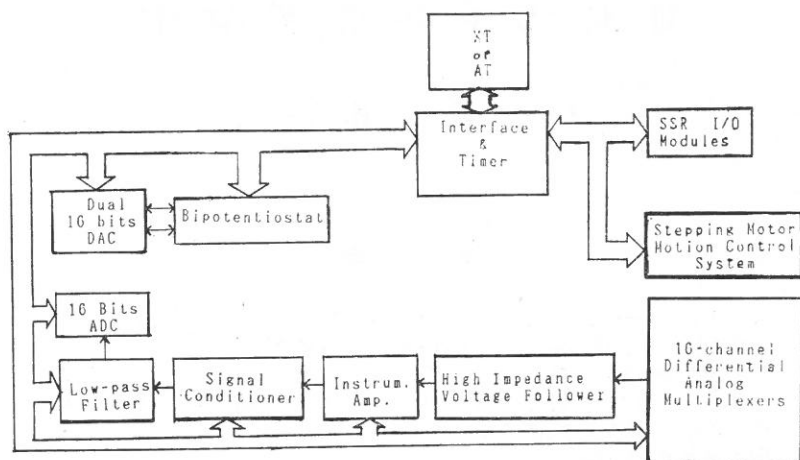 XT
or
AT
Interface
&
Timer
SSR I/O
Modules
Dual
16 bits
DAC
Bipotentiostat
Stepping Motor
Motion Control
System
16 Bits
ADC
16-channel
Differential
Analog
Multiplexers
Low-pass
Filter
Signal
Conditioner
Instrum.
Amp.
High Impedance
Voltage Follower